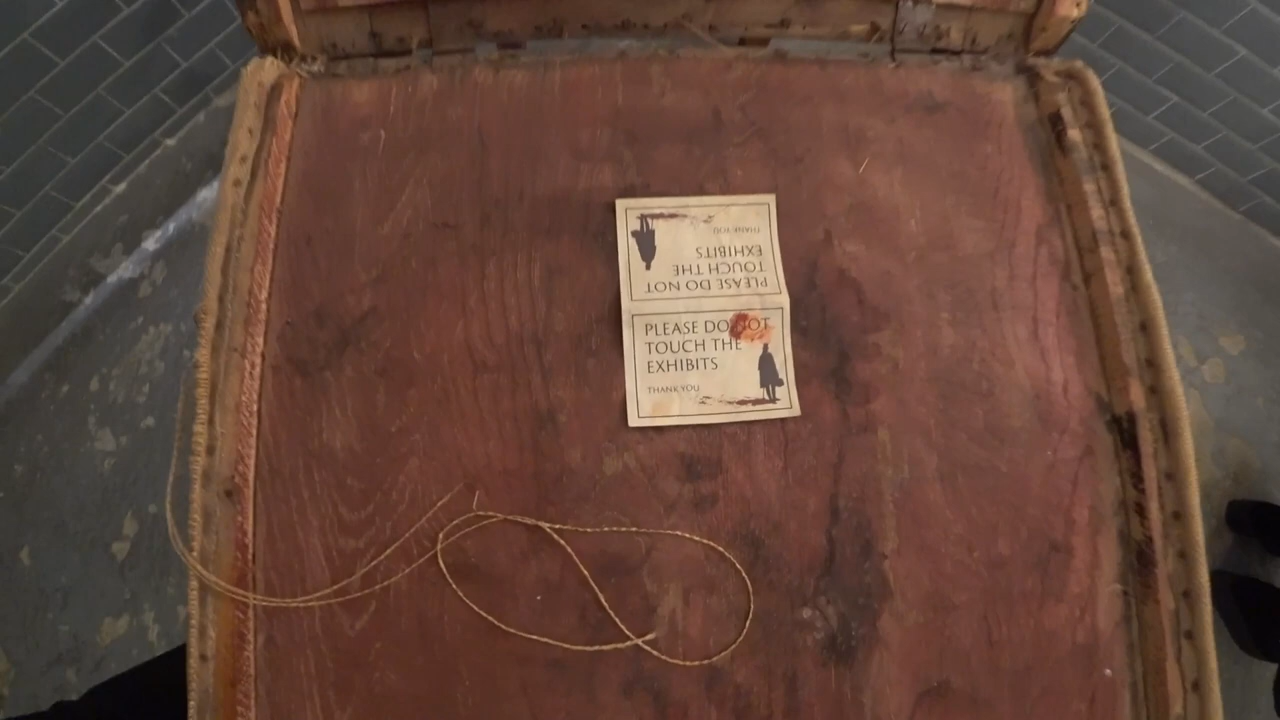 THANK YOU
EXHIBITS
TOUCH THE
PLEASE DO NOT
PLEASE DO NOT
TOUCH THE
EXHIBITS
THANK YOU